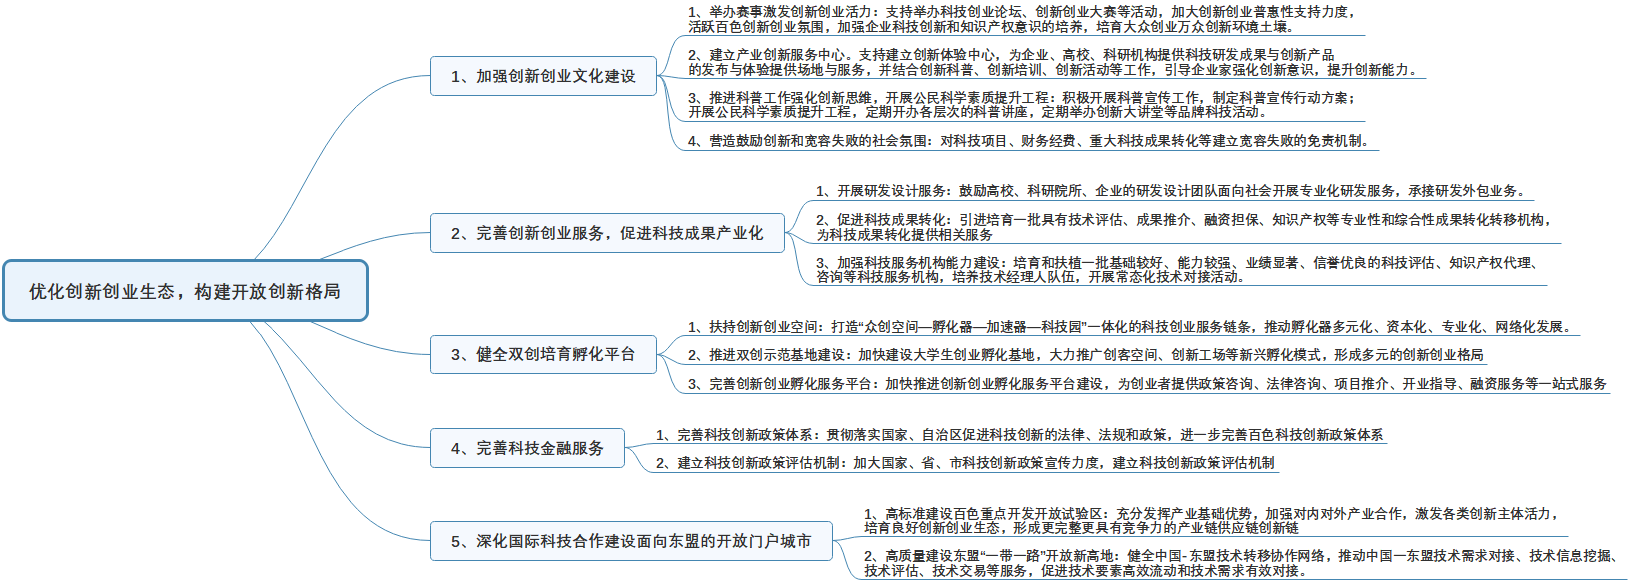 优化创新创业生态，构建开放创新格局
1、加强创新创业文化建设
1、举办赛事激发创新创业活力：支持举办科技创业论坛、创新创业大赛等活动，加大创新创业普惠性支持力度，
活跃百色创新创业氛围，加强企业科技创新和知识产权意识的培养，培育大众创业万众创新环境土壤。
2、建立产业创新服务中心。支持建立创新体验中心，为企业、高校、科研机构提供科技研发成果与创新产品
的发布与体验提供场地与服务，并结合创新科普、创新培训、创新活动等工作，引导企业家强化创新意识，提升创新能力。
3、推进科普工作强化创新思维，开展公民科学素质提升工程：积极开展科普宣传工作，制定科普宣传行动方案；
开展公民科学素质提升工程，定期开办各层次的科普讲座，定期举办创新大讲堂等品牌科技活动。
4、营造鼓励创新和宽容失败的社会氛围：对科技项目、财务经费、重大科技成果转化等建立宽容失败的免责机制。
2、完善创新创业服务，促进科技成果产业化
1、开展研发设计服务：鼓励高校、科研院所、企业的研发设计团队面向社会开展专业化研发服务，承接研发外包业务。
2、促进科技成果转化：引进培育一批具有技术评估、成果推介、融资担保、知识产权等专业性和综合性成果转化转移机构，
为科技成果转化提供相关服务
3、加强科技服务机构能力建设：培育和扶植一批基础较好、能力较强、业绩显著、信誉优良的科技评估、知识产权代理、
咨询等科技服务机构，培养技术经理人队伍，开展常态化技术对接活动。
3、健全双创培育孵化平台
1、扶持创新创业空间：打造“众创空间—孵化器—加速器—科技园”一体化的科技创业服务链条，推动孵化器多元化、资本化、专业化、网络化发展。
2、推进双创示范基地建设：加快建设大学生创业孵化基地，大力推广创客空间、创新工场等新兴孵化模式，形成多元的创新创业格局
3、完善创新创业孵化服务平台：加快推进创新创业孵化服务平台建设，为创业者提供政策咨询、法律咨询、项目推介、开业指导、融资服务等一站式服务
4、完善科技金融服务
1、完善科技创新政策体系：贯彻落实国家、自治区促进科技创新的法律、法规和政策，进一步完善百色科技创新政策体系
2、建立科技创新政策评估机制：加大国家、省、市科技创新政策宣传力度，建立科技创新政策评估机制
5、深化国际科技合作建设面向东盟的开放门户城市
1、高标准建设百色重点开发开放试验区：充分发挥产业基础优势，加强对内对外产业合作，激发各类创新主体活力，
培育良好创新创业生态，形成更完整更具有竞争力的产业链供应链创新链
2、高质量建设东盟“一带一路”开放新高地：健全中国-东盟技术转移协作网络，推动中国一东盟技术需求对接、技术信息挖掘、
技术评估、技术交易等服务，促进技术要素高效流动和技术需求有效对接。